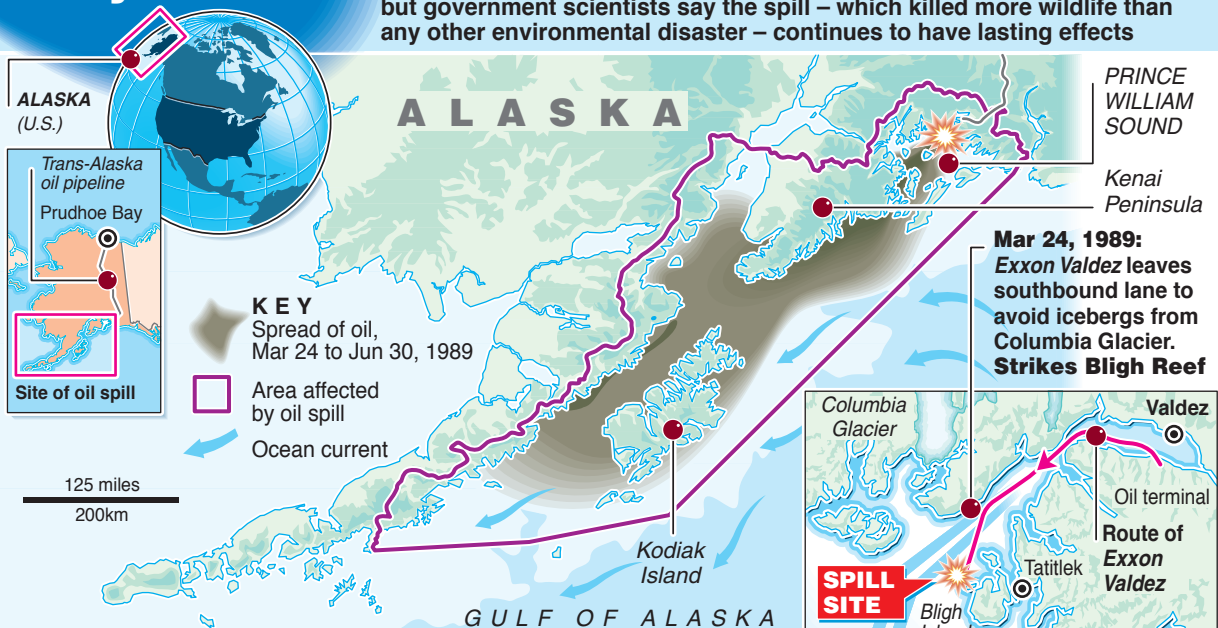 but government scientists say the spill – which killed more wildlife than
any other environmental disaster – continues to have lasting effects
ALASKA
(U.S.)
Trans-Alaska
oil pipeline
Prudhoe Bay
Site of oil spill
ALASKA
PRINCE
WILLIAM
SOUND
Kenai
Peninsula
KEY
Spread of oil,
Mar 24 to Jun 30, 1989
Area affected
by oil spill
Ocean current
125 miles
200km
Mar 24, 1989:
Exxon Valdez leaves
southbound lane to
avoid icebergs from
Columbia Glacier.
Strikes Bligh Reef
Kodiak
Island
GULF OF ALASKA
Columbia
Glacier
Valdez
Oil terminal
Route of
Exxon
Valdez
Tatitlek
SPILL
SITE
Bligh